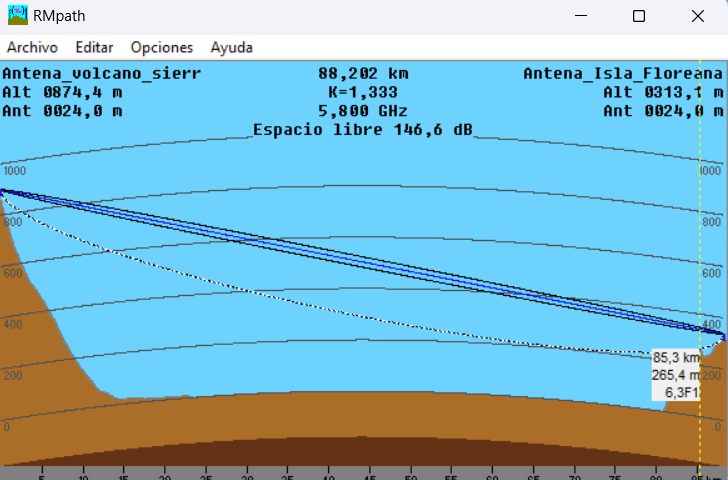 RMpath
Archivo Editar Opciones Ayuda
Antena_volcano_sierr 88,202 km Antena_Isla_Floreana
Alt 0874,4 m K=1,333 Alt 0313,1 m
Ant 0024,0 m 5,800 GHz Ant 0024,0 m
Espacio libre 146,6 dB
1000 1000
800 800
600 600
400 400
85,3 km
200 265,4 m 200
6,3F1
0 0
5 10 15 20 25 30 35 40 45 50 55 60 65 70 75 80 85 km